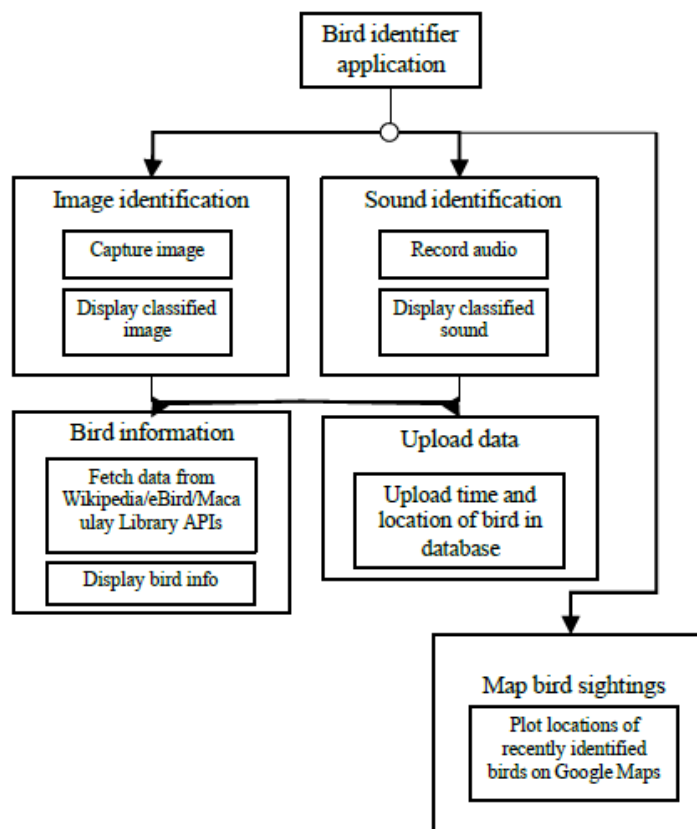 Bird identifier
application
Image identification
Capture image
Display classified
image
Sound identification
Record audio
Display classified
sound
Bird information
Fetch data from
Wikipedia/eBird/Maca
ulay Library APIs
Display bird info
Upload data
Upload time and
location of bird in
database
Map bird sightings
Plot locations of
recently identified
birds on Google Maps